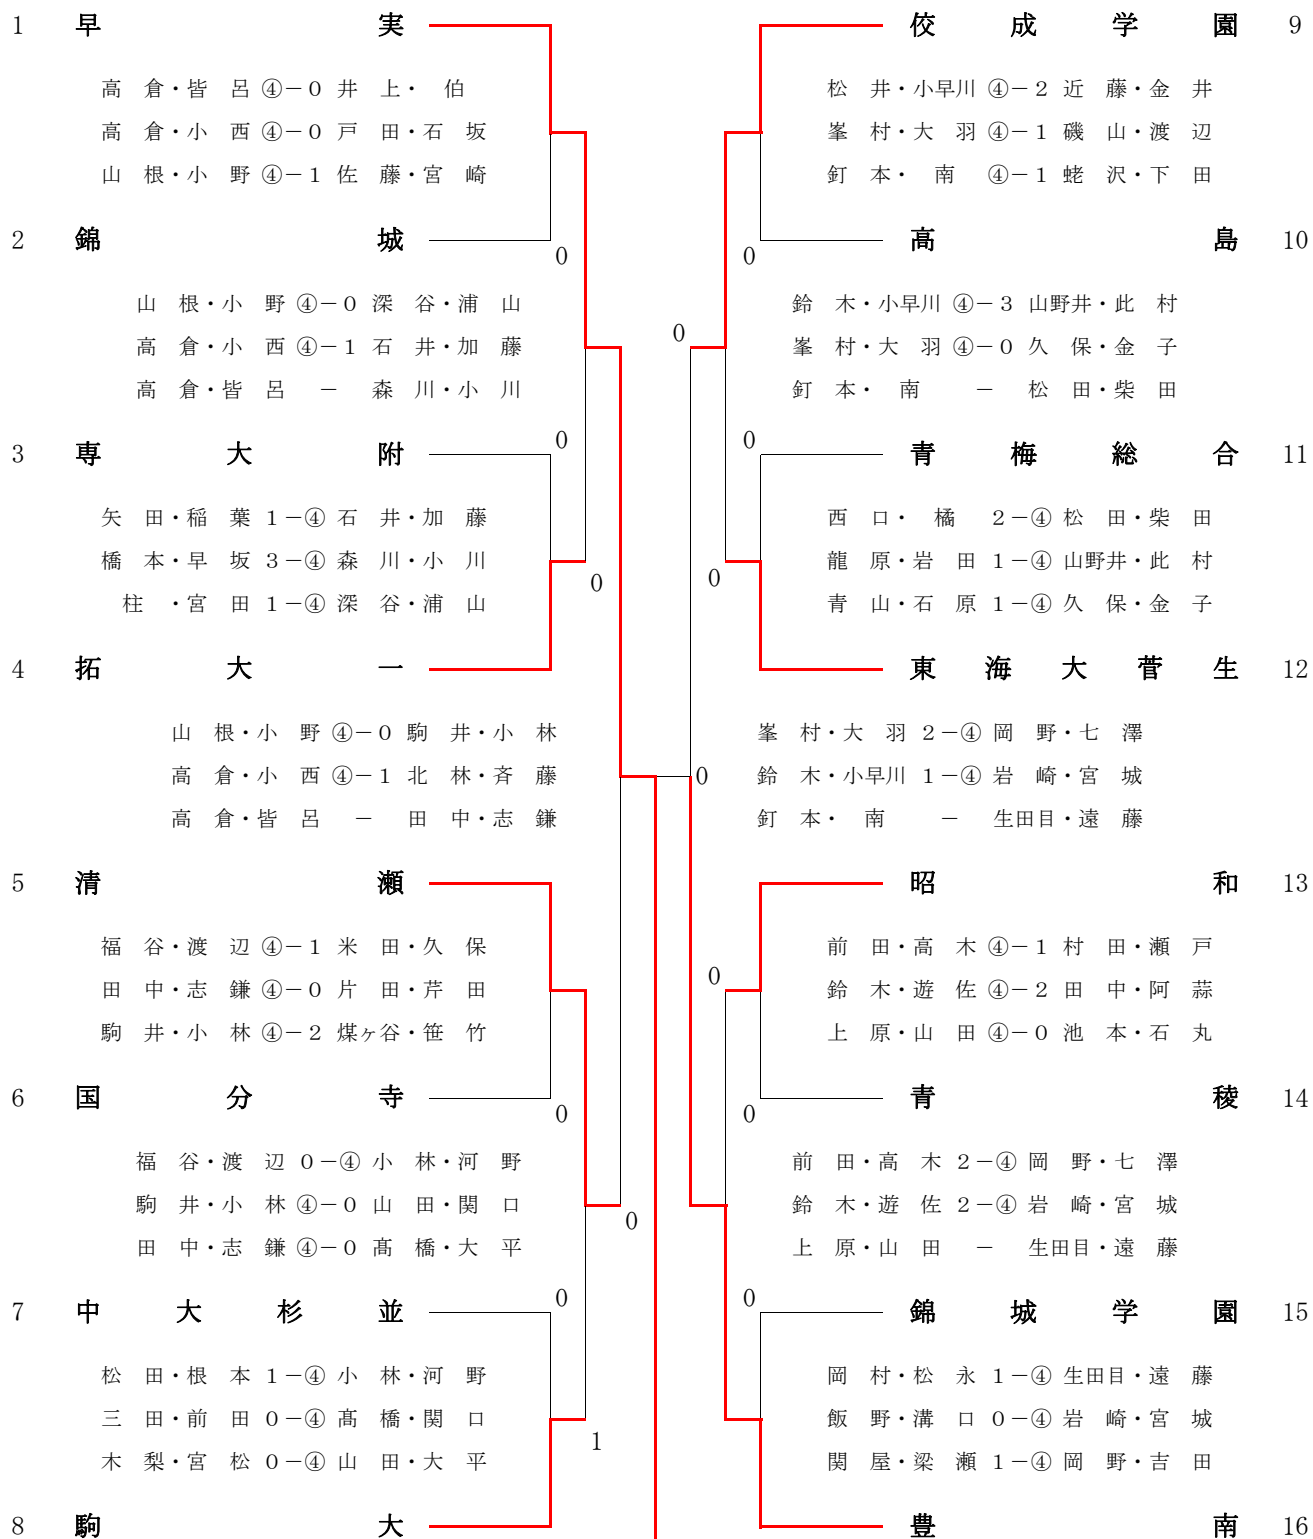 1 早実
高倉・皆呂 ④－0 井上・伯
高倉・小西 ④－0 戸田・石坂
山根・小野 ④－1 佐藤・宮崎
2 錦城
0
山根・小野 ④－0 深谷・浦山
高倉・小西 ④－1 石井・加藤
高倉・皆呂 － 森川・小川
3 専大附
0
矢田・稲葉 1－④ 石井・加藤
橋本・早坂 3－④ 森川・小川
柱・宮田 1－④ 深谷・浦山
0
4 拓大一
山根・小野 ④－0 駒井・小林
高倉・小西 ④－1 北林・斉藤
高倉・皆呂 － 田中・志鎌
5 清瀬
福谷・渡辺 ④－1 米田・久保
田中・志鎌 ④－0 片田・芹田
駒井・小林 ④－2 煤ヶ谷・笹竹
6 国分寺
0
福谷・渡辺 0－④ 小林・河野
駒井・小林 ④－0 山田・関口
田中・志鎌 ④－0 髙橋・大平
0
7 中大杉並
0
松田・根本 1－④ 小林・河野
三田・前田 0－④ 髙橋・関口
木梨・宮松 0－④ 山田・大平
1
8 駒大
佼成学園 9
松井・小早川 ④－2 近藤・金井
峯村・大羽 ④－1 磯山・渡辺
釘本・南 ④－1 蛯沢・下田
高島 10
0
鈴木・小早川 ④－3 山野井・此村
0
峯村・大羽 ④－0 久保・金子
釘本・南 － 松田・柴田
0
青梅総合 11
西口・橘 2－④ 松田・柴田
龍原・岩田 1－④ 山野井・此村
0
青山・石原 1－④ 久保・金子
東海大菅生 12
峯村・大羽 2－④ 岡野・七澤
鈴木・小早川 1－④ 岩崎・宮城
0
釘本・南 － 生田目・遠藤
昭和 13
前田・高木 ④－1 村田・瀬戸
0
鈴木・遊佐 ④－2 田中・阿蒜
上原・山田 ④－0 池本・石丸
青稜 14
0
前田・高木 2－④ 岡野・七澤
鈴木・遊佐 2－④ 岩崎・宮城
上原・山田 － 生田目・遠藤
0
錦城学園 15
岡村・松永 1－④ 生田目・遠藤
飯野・溝口 0－④ 岩崎・宮城
関屋・梁瀬 1－④ 岡野・吉田
豊南 16